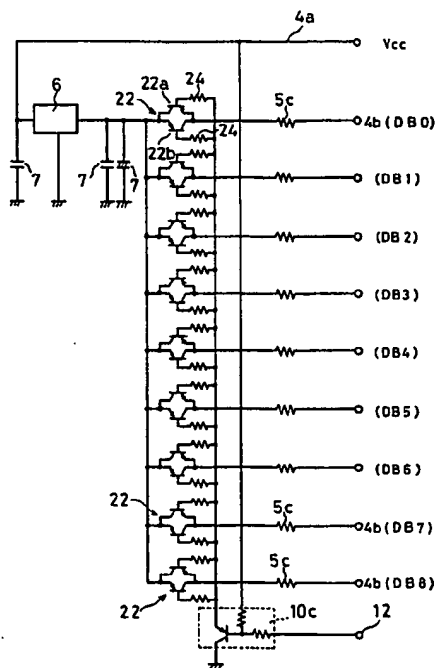 4a
Vcc
6
24
22a
22
5c
4b(DB0)
24
22b
7
7
7
(DB1)
(DB2)
(DB3)
(DB4)
(DB5)
(DB6)
22
5c
4b(DB7)
5c
4b(DB8)
22
10c
12